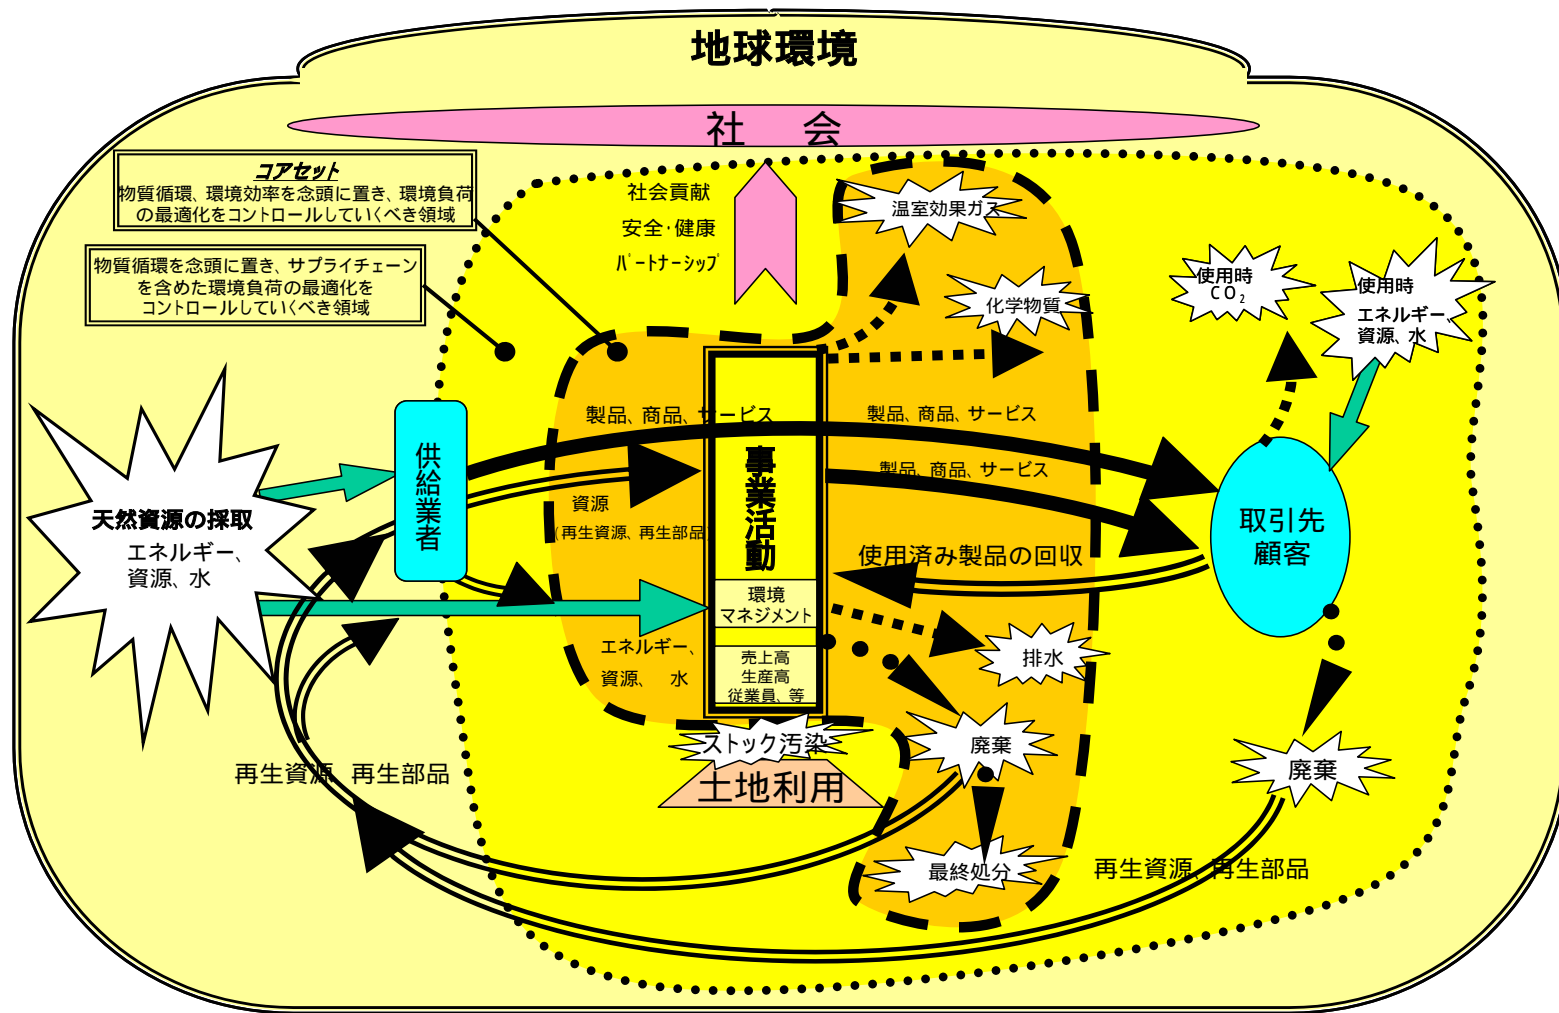 地球環境
社 会
コアセット
物質循環、環境効率を念頭に置き、環境負荷
の最適化をコントロールしていくべき領域
物質循環を念頭に置き、サプライチェーン
を含めた環境負荷の最適化を
コントロールしていくべき領域
社会貢献
安全・健康
パートナーシップ
温室効果ガス
化学物質
使用時
CO₂
使用時
エネルギー、
資源、水
製品、商品、サービス
製品、商品、サービス
製品、商品、サービス
供給業者
事業活動
資源
(再生資源、再生部品)
天然資源の採取
エネルギー、
資源、水
取引先
顧客
使用済み製品の回収
環境
マネジメント
エネルギー、
資源、 水
売上高
生産高
従業員、等
排水
ストック汚染
土地利用
廃棄
廃棄
再生資源、再生部品
最終処分
再生資源、再生部品